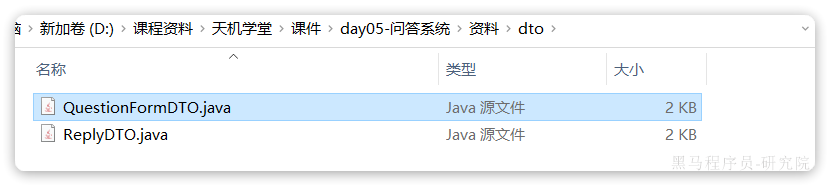 新加卷 (D:) › 课程资料 › 天机学堂 › 课件 › day05-问答系统 › 资料 › dto ›
名称 类型 大小
QuestionFormDTO.java Java 源文件 2 KB
ReplyDTO.java Java 源文件 2 KB
黑马程序员-研究院